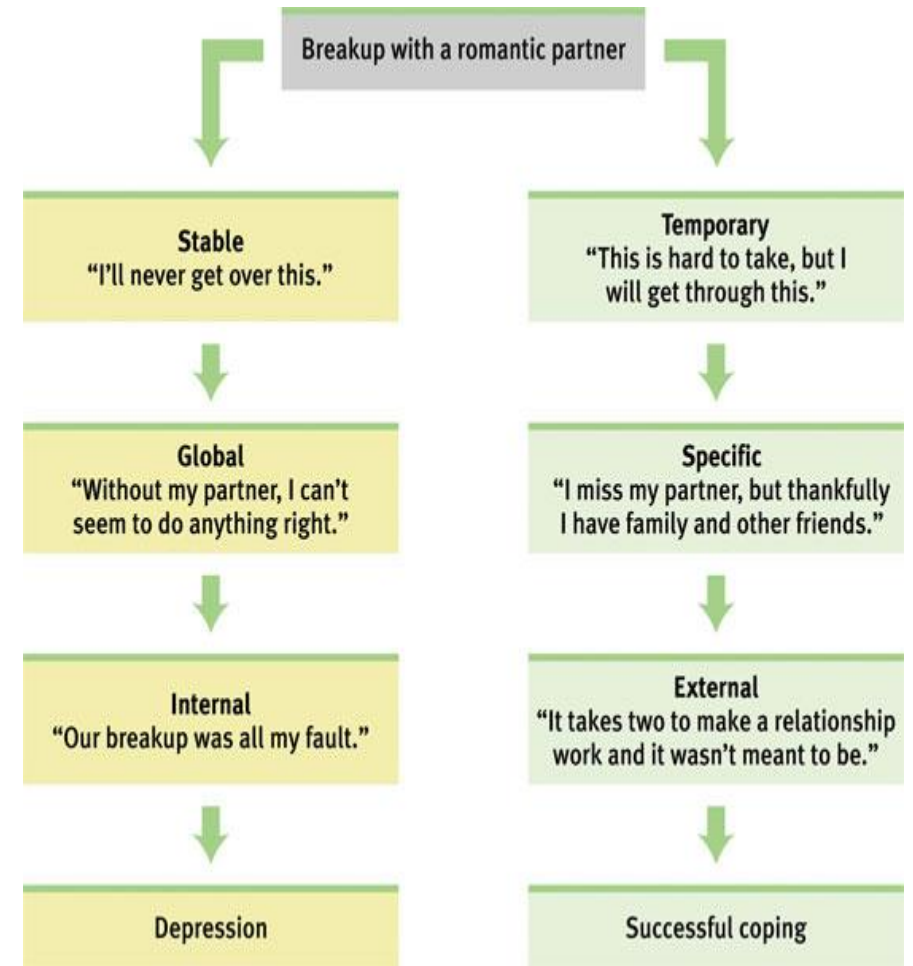 Breakup with a romantic partner
Stable
“I’ll never get over this.”
Global
“Without my partner, I can’t
seem to do anything right.”
Internal
“Our breakup was all my fault.”
Depression
Temporary
“This is hard to take, but I
will get through this.”
Specific
“I miss my partner, but thankfully
I have family and other friends.”
External
“It takes two to make a relationship
work and it wasn’t meant to be.”
Successful coping